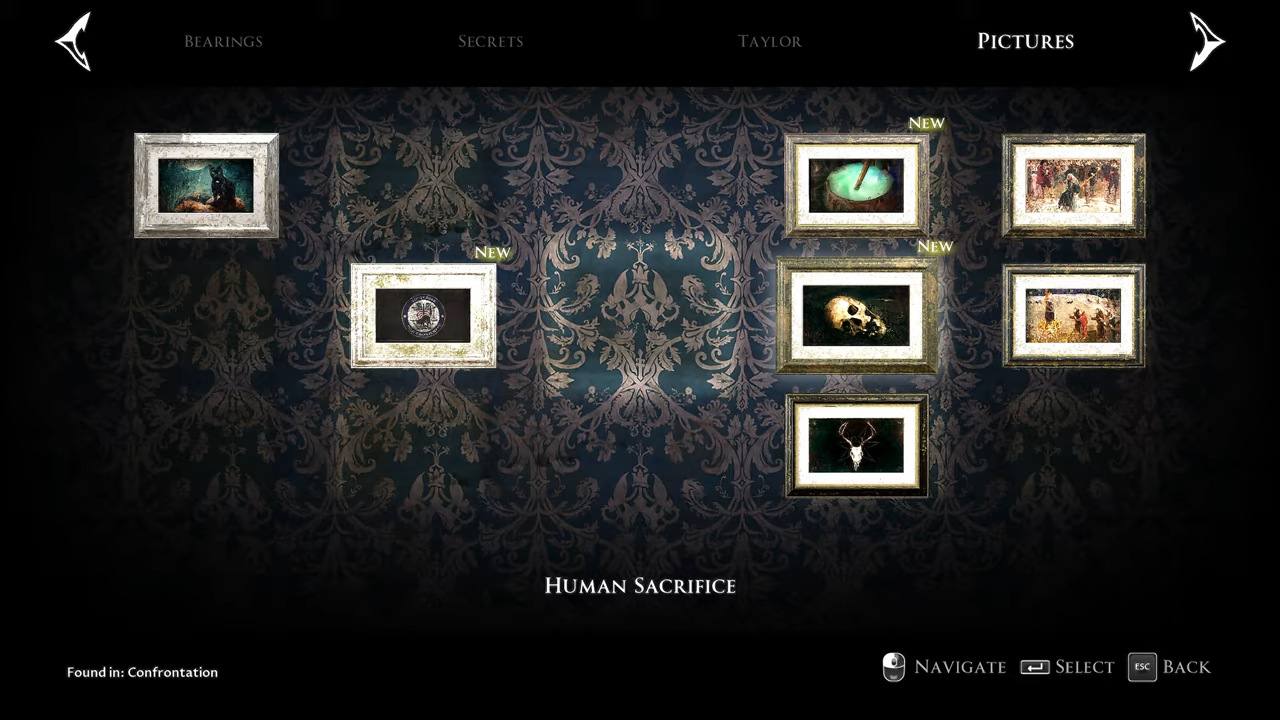 Bearings
Secrets
Taylor
Pictures
New
New
New
Human Sacrifice
Found in: Confrontation
Navigate
Select
ESC
Back